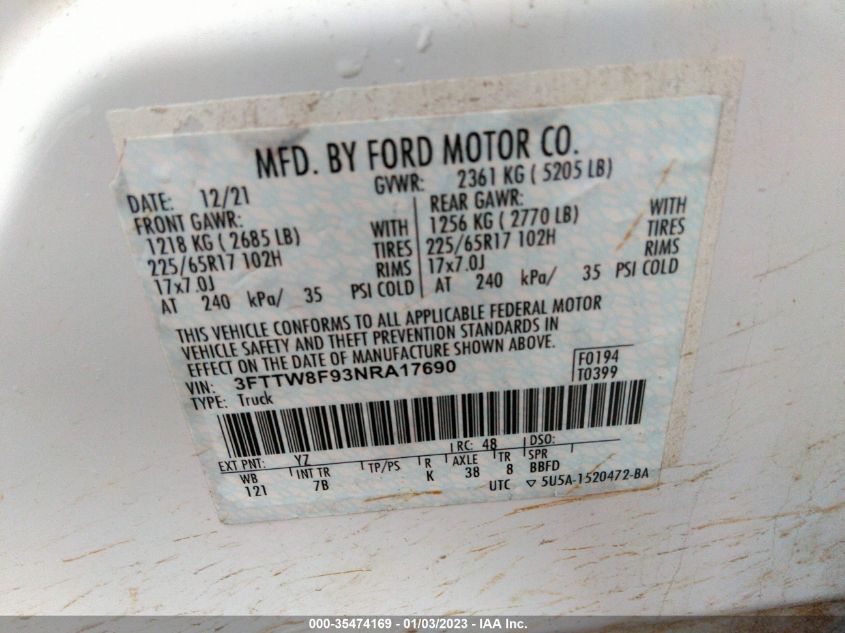 MFD. BY FORD MOTOR CO.
DATE: 12/21 GVWR: 2361 KG ( 5205 LB)
FRONT GAWR: REAR GAWR:
1218 KG ( 2685 LB) WITH 1256 KG ( 2770 LB) WITH
225/65R17 102H TIRES 225/65R17 102H TIRES
17x7.0J RIMS 17x7.0J RIMS
AT 240 kPa/ 35 PSI COLD AT 240 kPa/ 35 PSI COLD
THIS VEHICLE CONFORMS TO ALL APPLICABLE FEDERAL MOTOR
VEHICLE SAFETY AND THEFT PREVENTION STANDARDS IN
EFFECT ON THE DATE OF MANUFACTURE SHOWN ABOVE.
VIN: 3FTTW8F93NRA17690 F0194
TYPE: Truck T0399
EXT PNT: YZ RC: 48 DSO:
WB INT TR TP/PS R AXLE TR SPR
121 7B K 38 8 BBFD
UTC ▽ 5U5A-1520472-BA
000-35474169 - 01/03/2023 - IAA Inc.